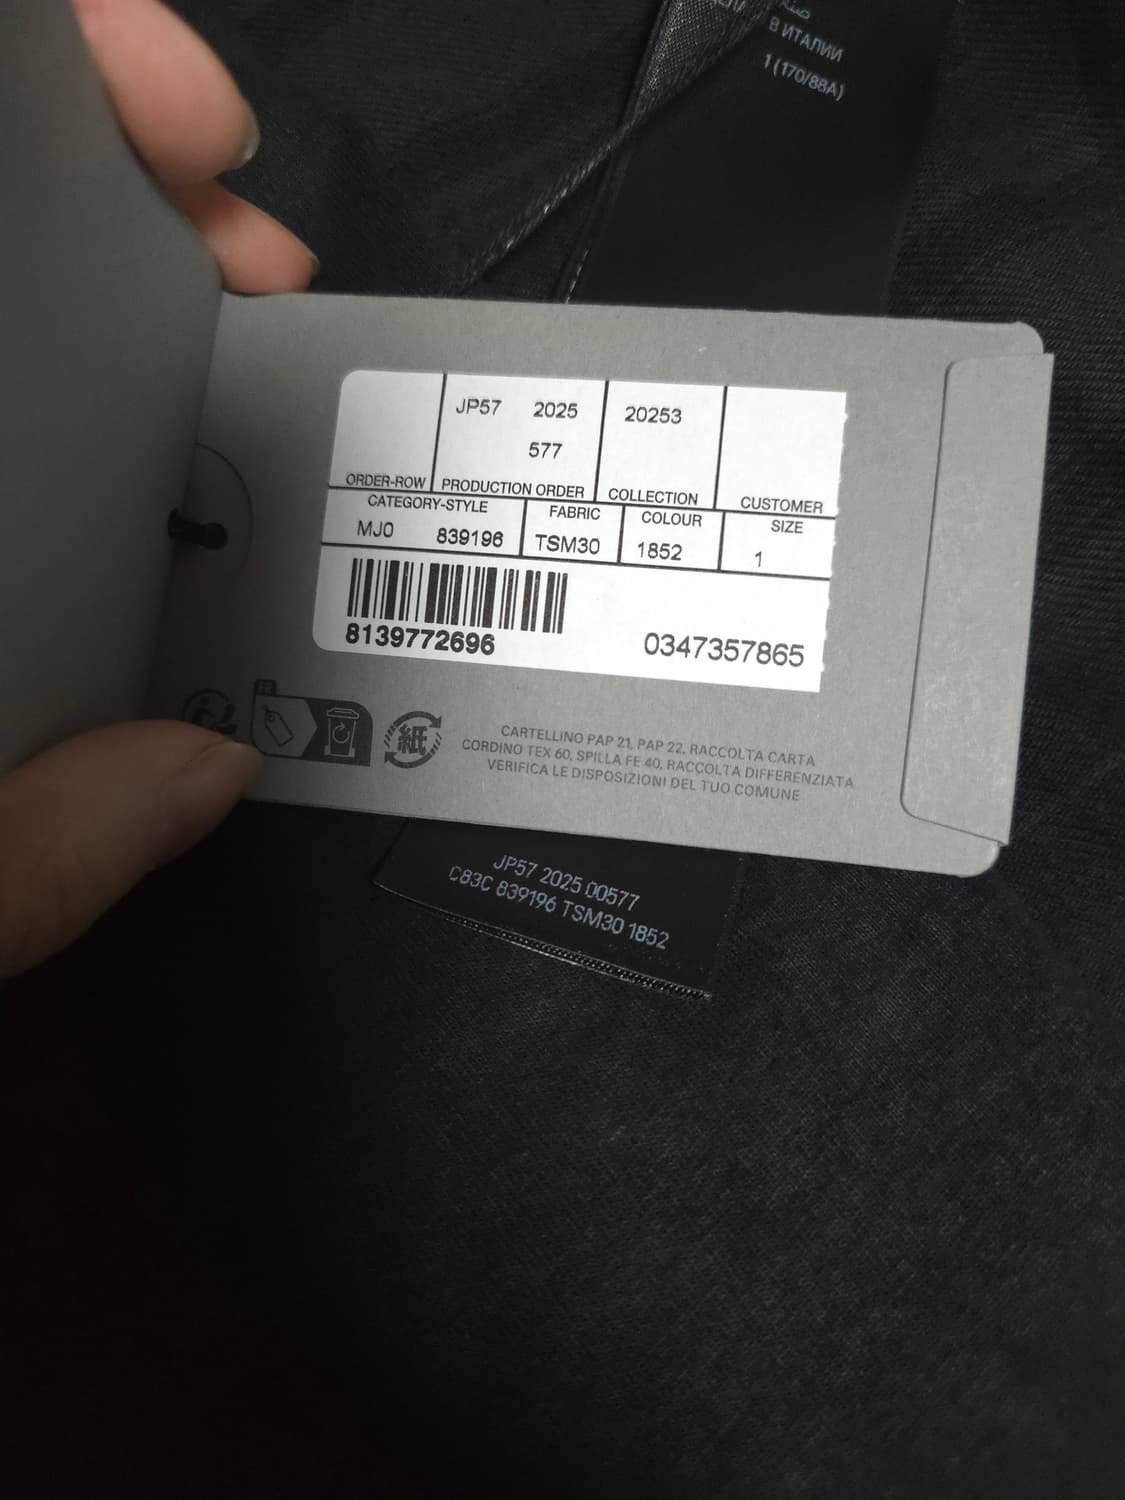 В ИТАЛИИ
1 (170/88A)
JP57 2025 20253
577
ORDER-ROW PRODUCTION ORDER COLLECTION CUSTOMER
CATEGORY-STYLE FABRIC COLOUR SIZE
MJ0 839196 TSM30 1852 1
8139772696 0347357865
FR
紙
CARTELLINO PAP 21, PAP 22, RACCOLTA CARTA
CORDINO TEX 60, SPILLA FE 40, RACCOLTA DIFFERENZIATA
VERIFICA LE DISPOSIZIONI DEL TUO COMUNE
JP57 2025 00577
C83C 839196 TSM30 1852